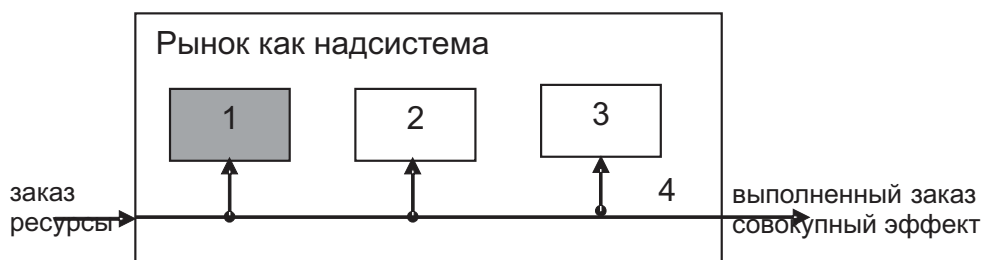 Рынок как надсистема
1
2
3
4
заказ
ресурсы
выполненный заказ
совокупный эффект